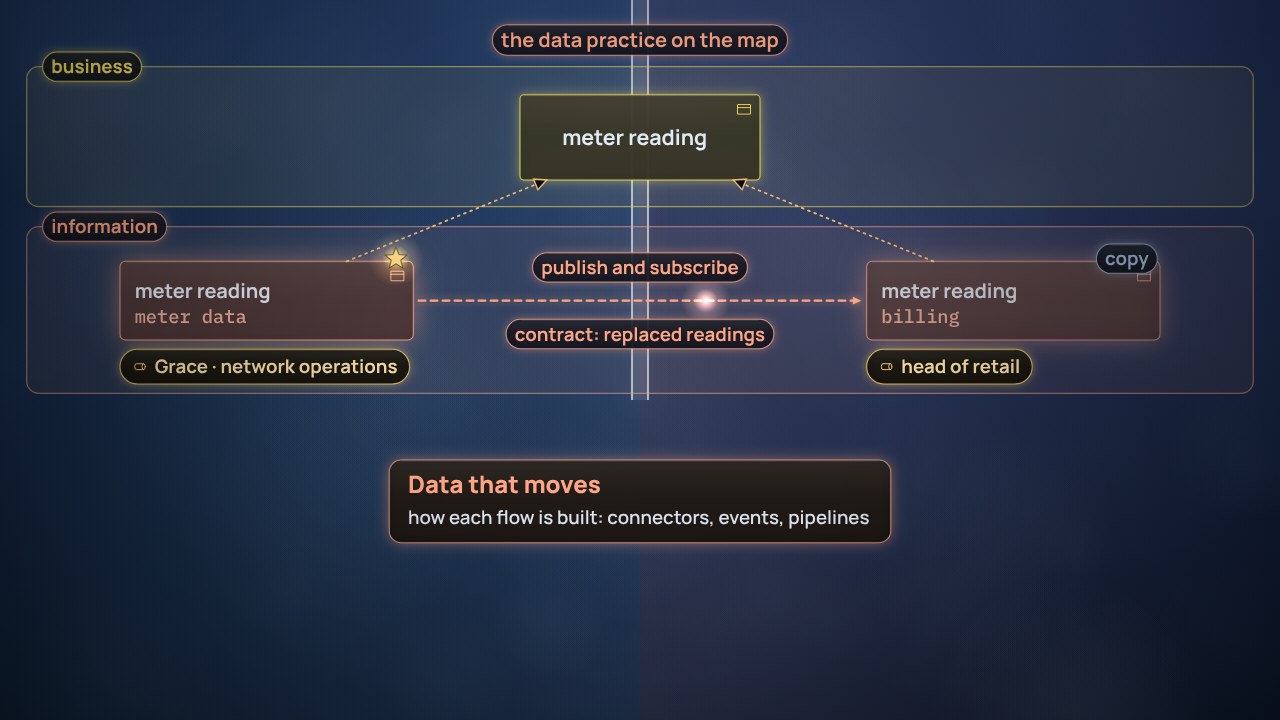 the data practice on the map
business
meter reading
information
publish and subscribe
copy
meter reading
meter data
meter reading
billing
contract: replaced readings
Grace · network operations
head of retail
Data that moves
how each flow is built: connectors, events, pipelines